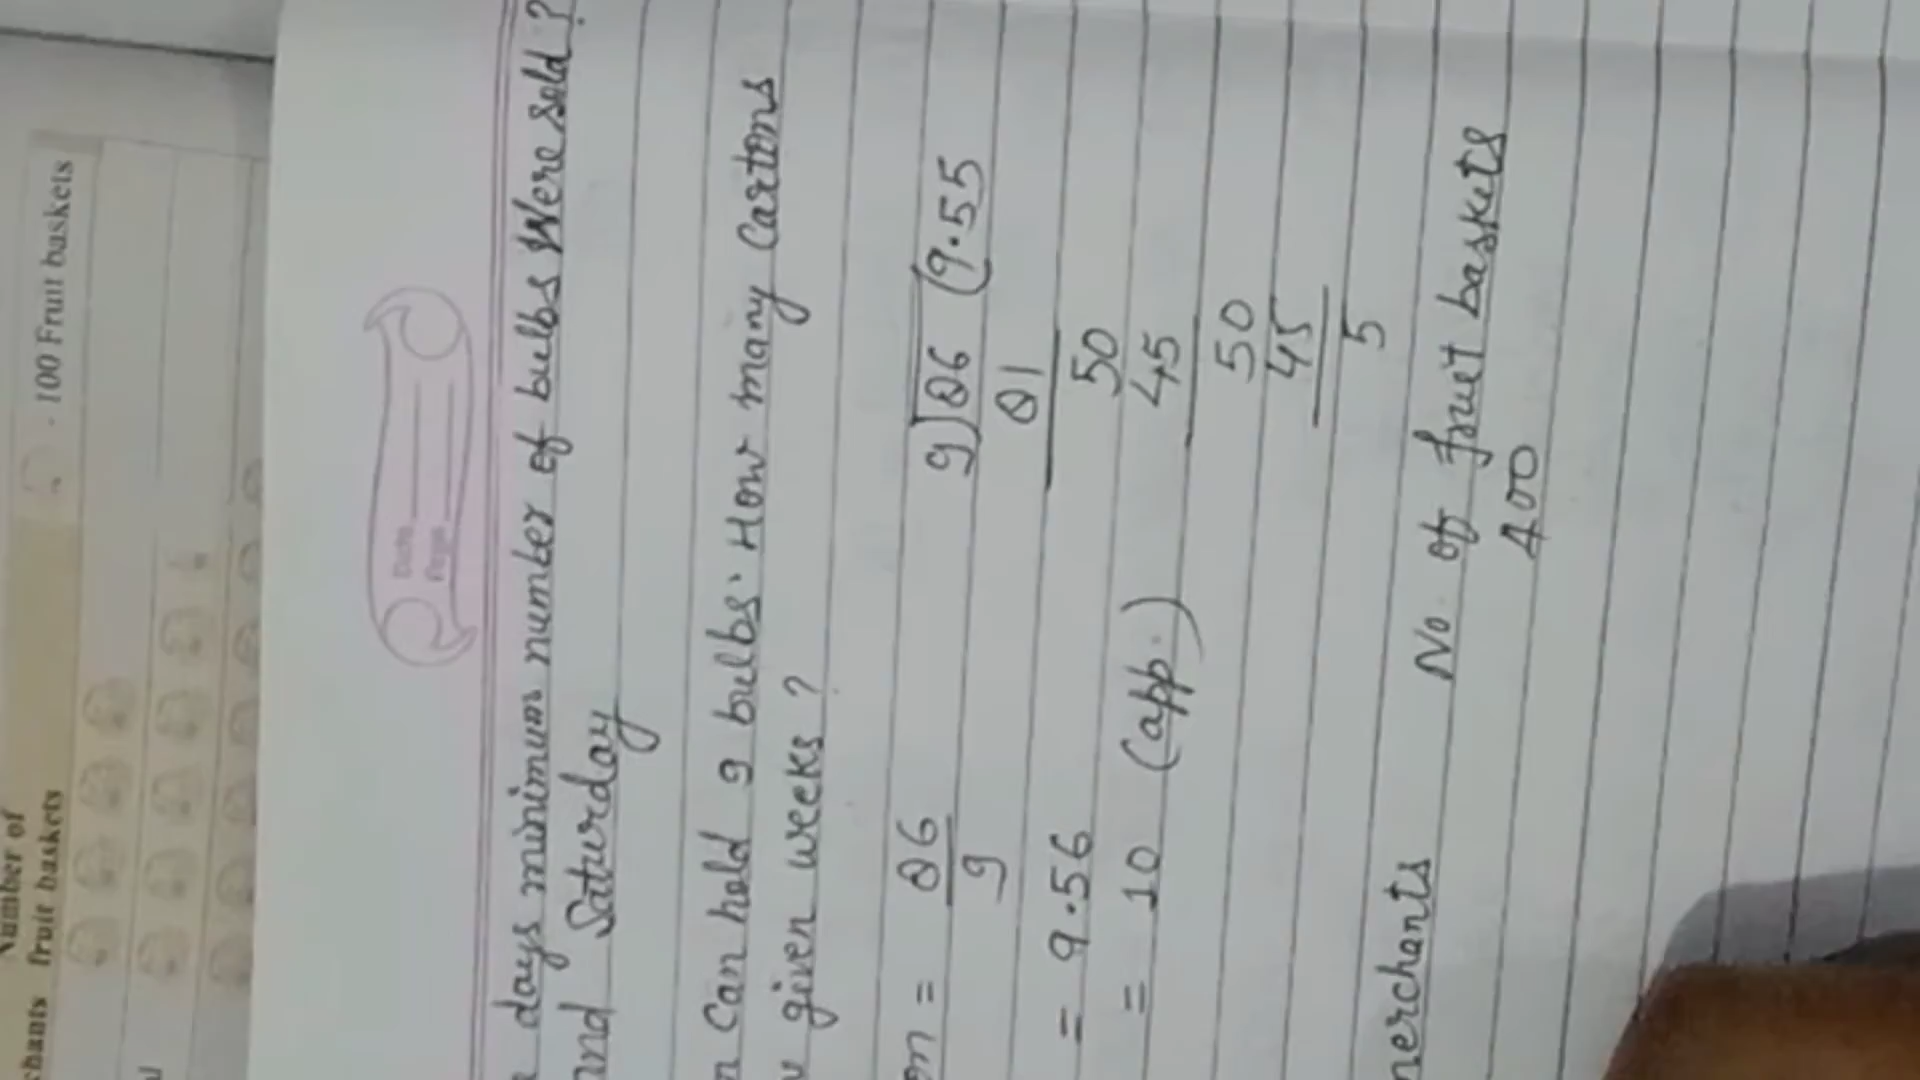 Number of
chants fruit baskets
- 100 Fruit baskets
Date
Page
days minimum number of bulbs were sold ?
and Saturday
n Can hold 9 bulbs. How many Cartons
given weeks ?
= 86
9
9)86(9.55
81
50
45
50
45
5
= 9.56
= 10 (app.)
merchants No. of fruit baskets
400